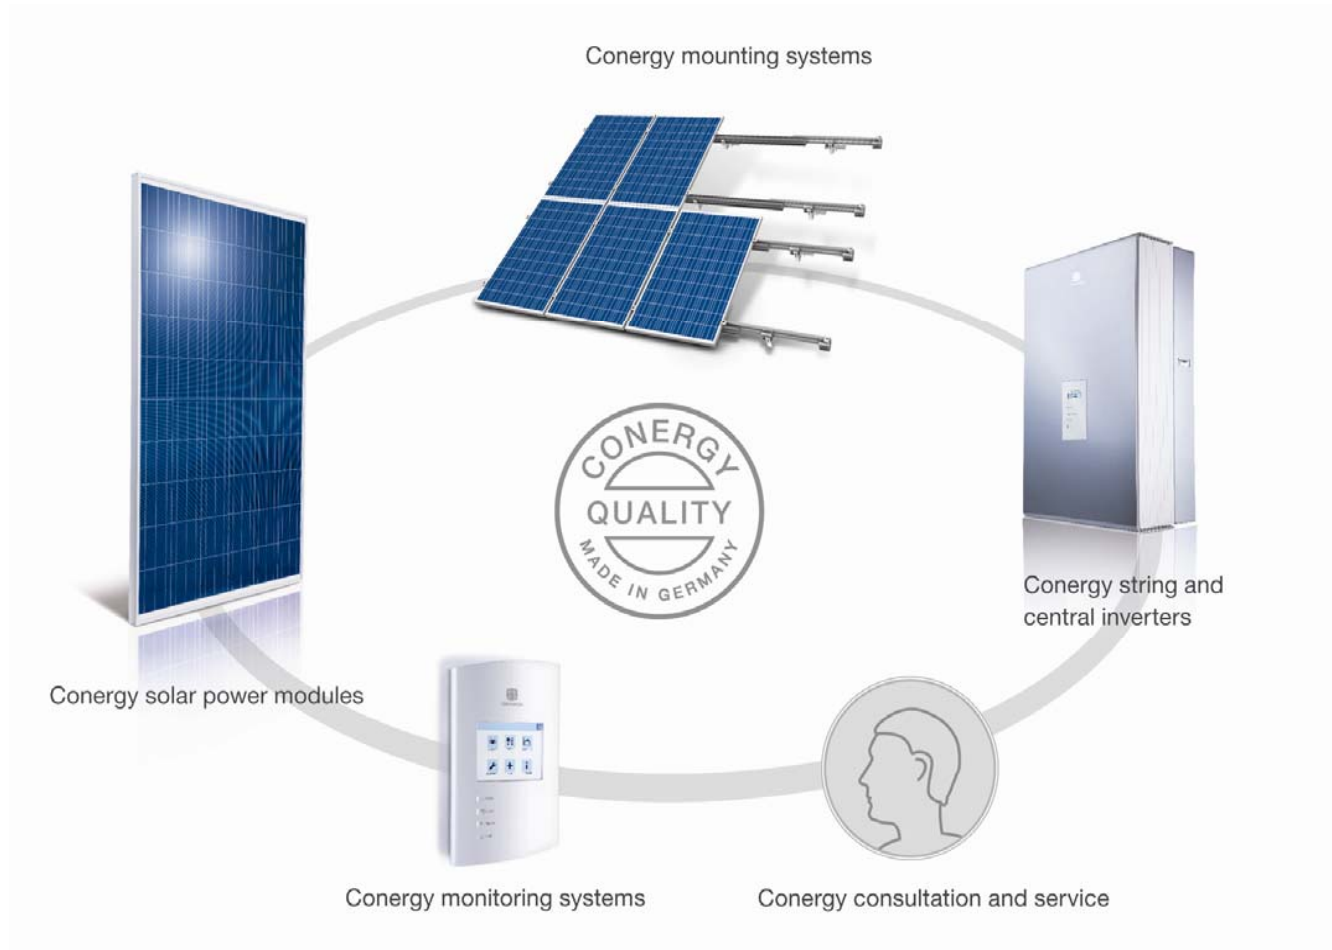 Conergy mounting systems
CONERGY
QUALITY
MADE IN GERMANY
Conergy string and
central inverters
Conergy solar power modules
Conergy monitoring systems
Conergy consultation and service